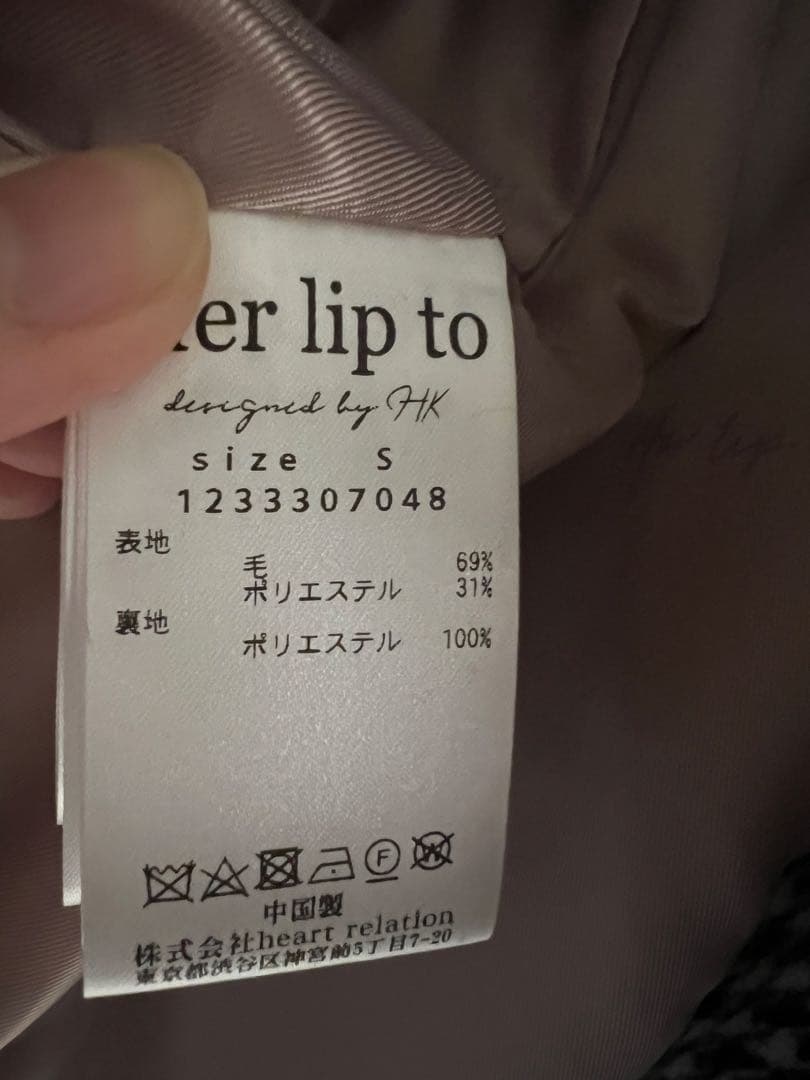 er lip to
designed by HK
size S
1233307048
表地
毛 69%
ポリエステル 31%
裏地
ポリエステル 100%
F W
中国製
株式会社heart relation
東京都渋谷区神宮前5丁目7-20